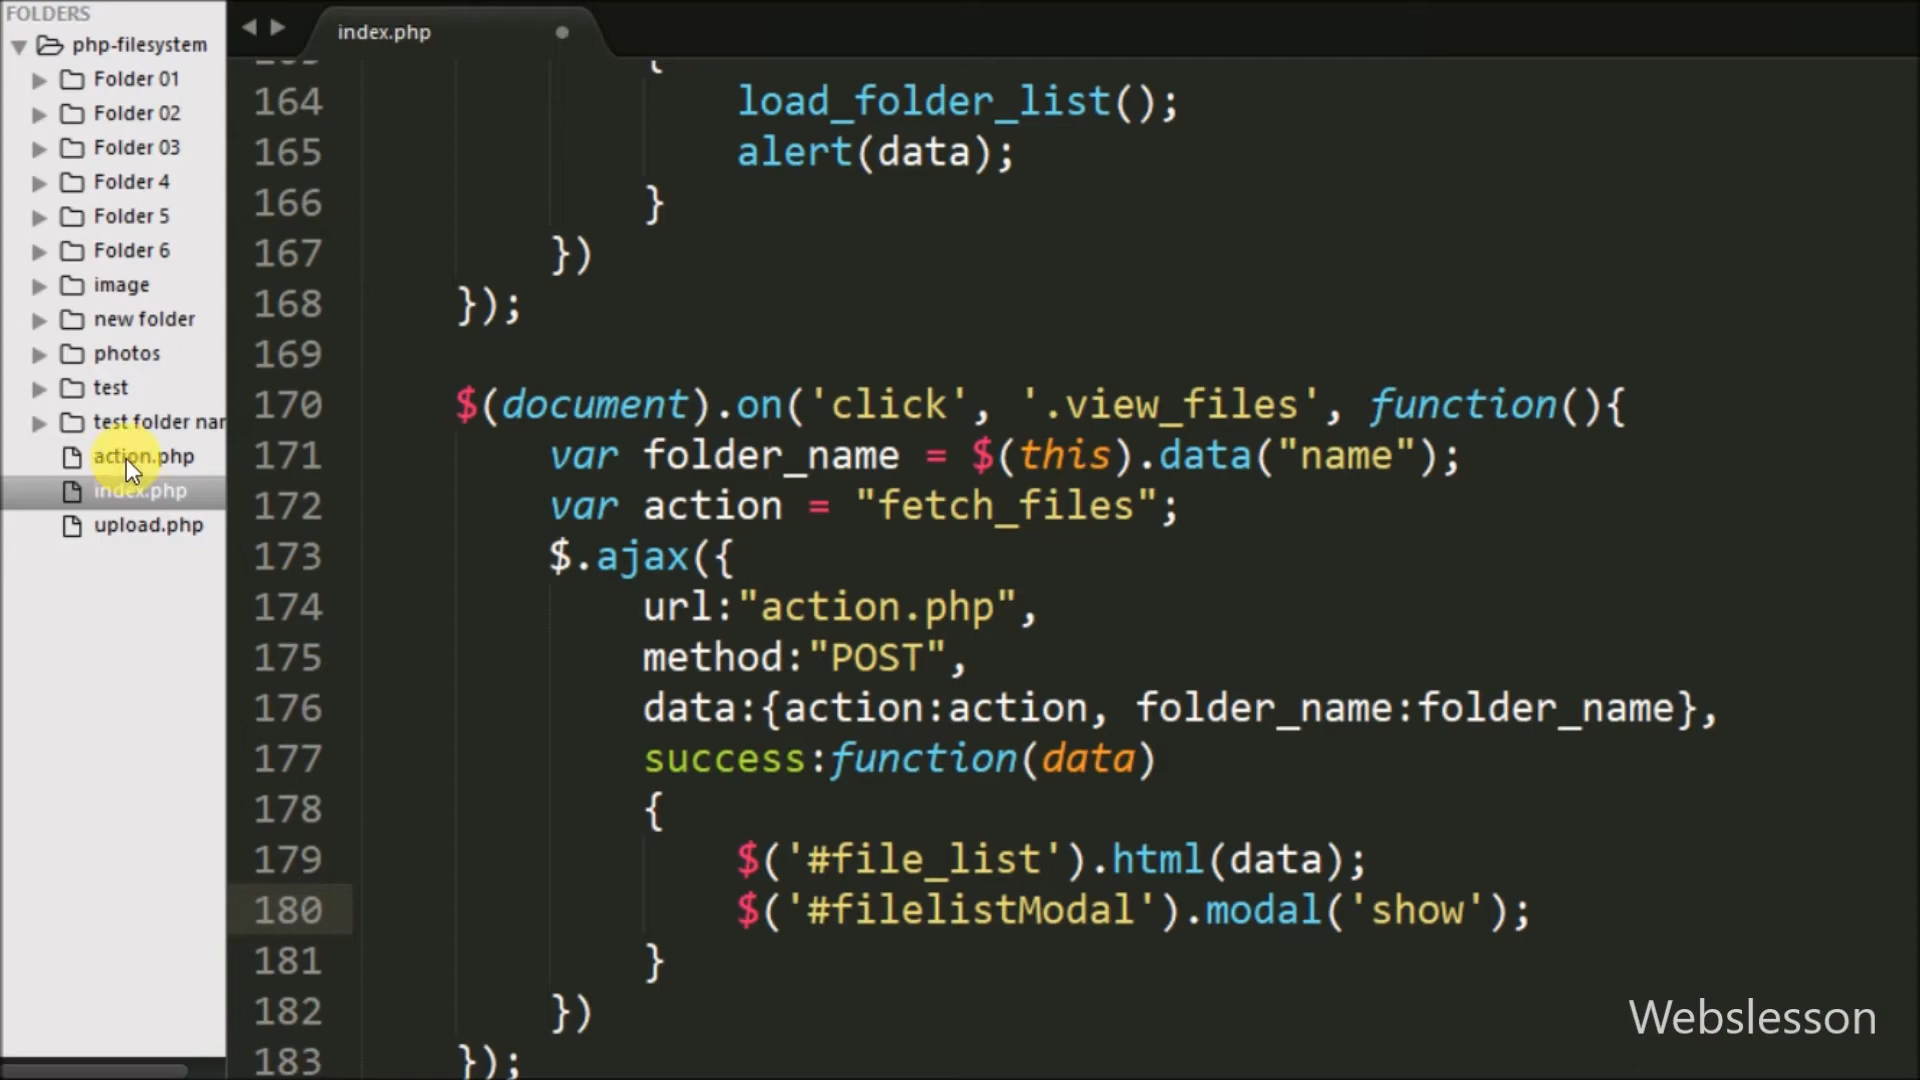 FOLDERS
php-filesystem
Folder 01
Folder 02
Folder 03
Folder 4
Folder 5
Folder 6
image
new folder
photos
test
test folder nar
action.php
index.php
upload.php
index.php
{
164 load_folder_list();
165 alert(data);
166 }
167 })
168 });
169
170 $(document).on('click', '.view_files', function(){
171 var folder_name = $(this).data("name");
172 var action = "fetch_files";
173 $.ajax({
174 url:"action.php",
175 method:"POST",
176 data:{action:action, folder_name:folder_name},
177 success:function(data)
178 {
179 $('#file_list').html(data);
180 $('#filelistModal').modal('show');
181 }
182 })
183 });
Webslesson